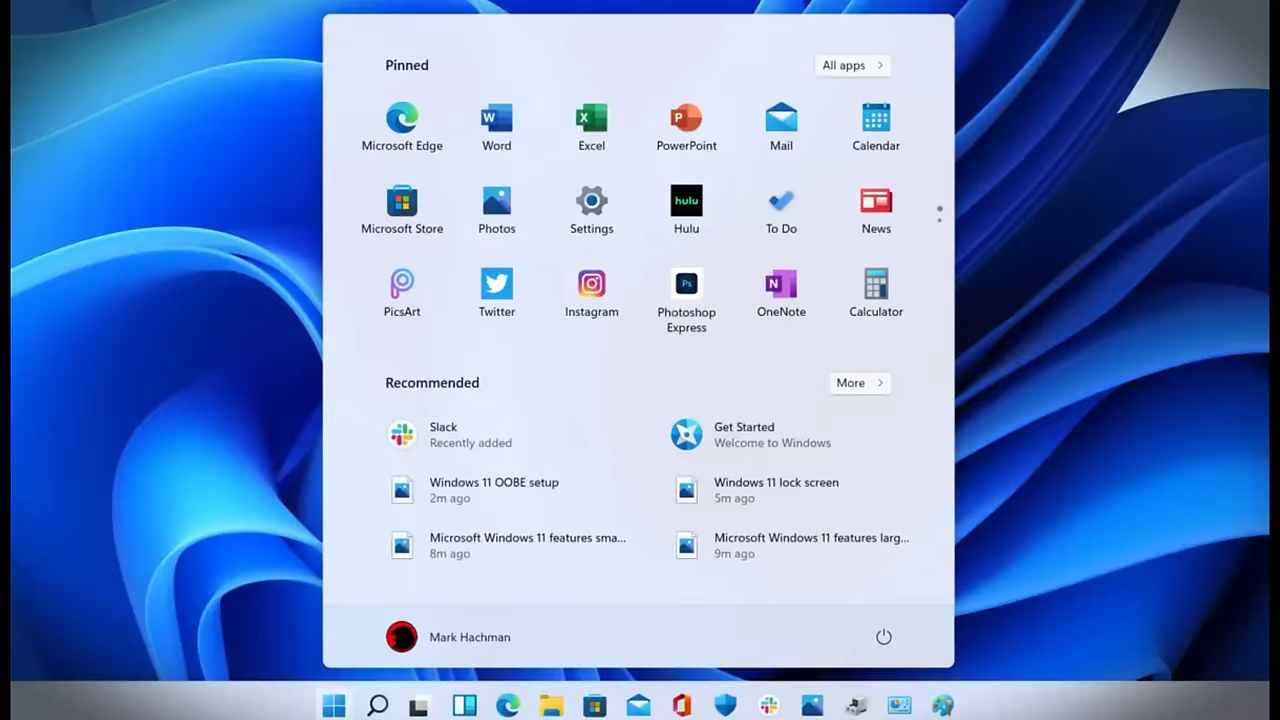 Pinned
All apps
Microsoft Edge
Word
Excel
PowerPoint
Mail
Calendar
Microsoft Store
Photos
Settings
hulu
Hulu
To Do
News
PicsArt
Twitter
Instagram
Ps
Photoshop
Express
OneNote
Calculator
Recommended
More
Slack
Recently added
Get Started
Welcome to Windows
Windows 11 OOBE setup
2m ago
Windows 11 lock screen
5m ago
Microsoft Windows 11 features sma...
8m ago
Microsoft Windows 11 features larg...
9m ago
Mark Hachman